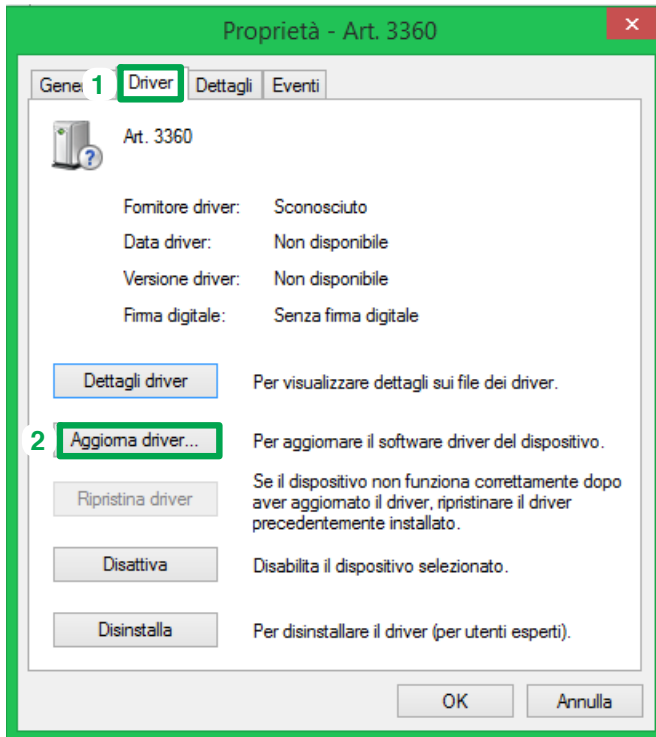 Proprietà - Art. 3360
Gene 1 Driver Dettagli Eventi
Art. 3360
Fornitore driver: Sconosciuto
Data driver: Non disponibile
Versione driver: Non disponibile
Firma digitale: Senza firma digitale
Dettagli driver Per visualizzare dettagli sui file dei driver.
2 Aggiorna driver... Per aggiornare il software driver del dispositivo.
Ripristina driver Se il dispositivo non funziona correttamente dopo
aver aggiornato il driver, ripristinare il driver
precedentemente installato.
Disattiva Disabilita il dispositivo selezionato.
Disinstalla Per disinstallare il driver (per utenti esperti).
OK Annulla